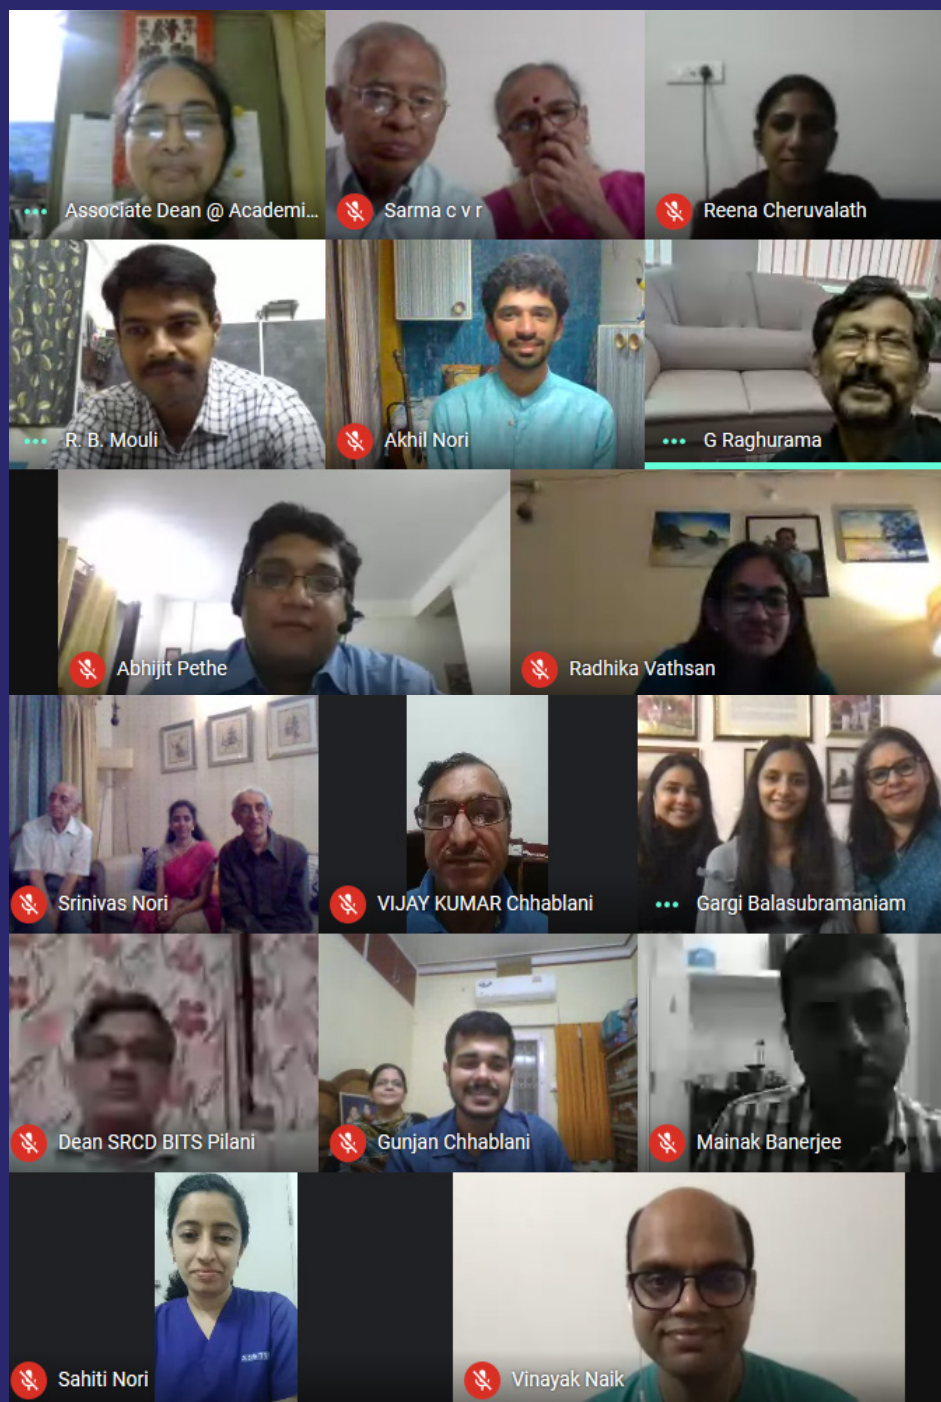 Associate Dean @ Academi...
Sarma c v r
Reena Cheruvalath
R. B. Mouli
Akhil Nori
G Raghurama
Abhijit Pethe
Radhika Vathsan
Srinivas Nori
VIJAY KUMAR Chhablani
Gargi Balasubramaniam
Dean SRCD BITS Pilani
Gunjan Chhablani
Mainak Banerjee
Sahiti Nori
Vinayak Naik